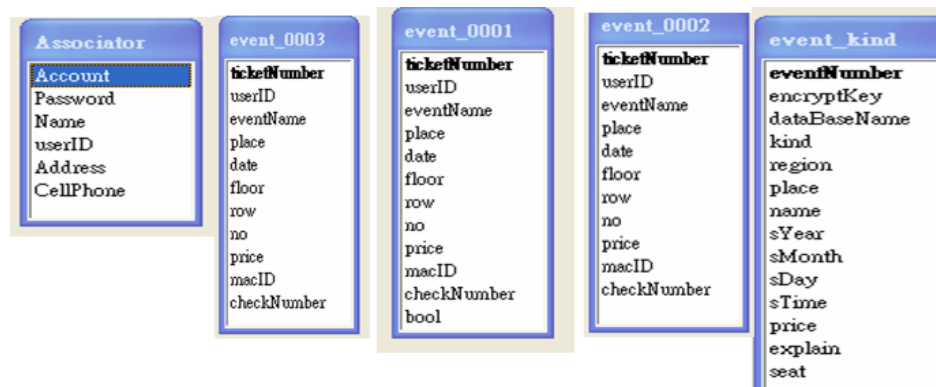 Associator
Account
Password
Name
userID
Address
CellPhone
event_0003
ticketNumber
userID
eventName
place
date
floor
row
no
price
macID
checkNumber
event_0001
ticketNumber
userID
eventName
place
date
floor
row
no
price
macID
checkNumber
bool
event_0002
ticketNumber
userID
eventName
place
date
floor
row
no
price
macID
checkNumber
event_kind
eventNumber
encryptKey
dataBaseName
kind
region
place
name
sYear
sMonth
sDay
sTime
price
explain
seat